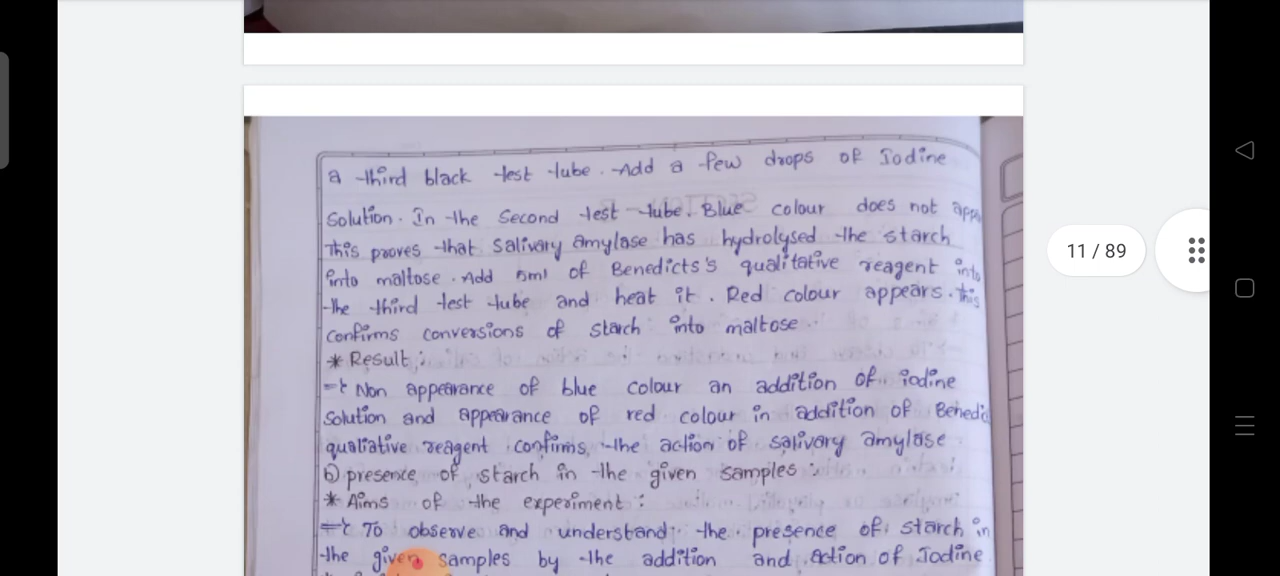 a third black test tube. Add a few drops of Iodine
Solution. In the Second test tube. Blue colour does not app
This proves that Salivary amylase has hydrolysed the starch
into maltose. Add 5ml of Benedicts's qualitative reagent into
the third test tube and heat it. Red colour appears. This
Confirms conversions of starch into maltose
* Result :
Non appearance of blue colour an addition of iodine
Solution and appearance of red colour in addition of Benedic
qualiative reagent confirms, the action of salivary amylase
b) presence of starch in the given samples :
* Aims of the experiment :
To observe and understand the presence of starch in
the given samples by the addition and Action of Iodine
11 / 89